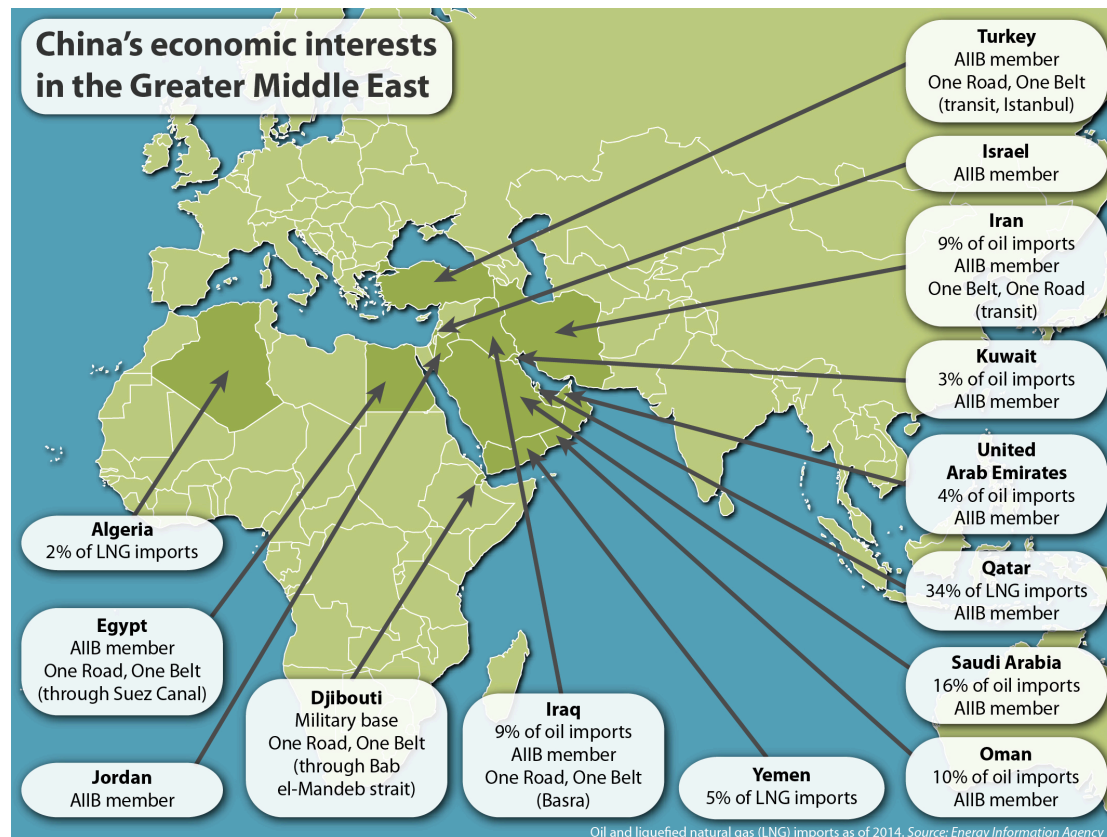 China's economic interests
in the Greater Middle East
Turkey
AIIB member
One Road, One Belt
(transit, Istanbul)
Israel
AIIB member
Iran
9% of oil imports
AIIB member
One Belt, One Road
(transit)
Kuwait
3% of oil imports
AIIB member
United
Arab Emirates
4% of oil imports
AIIB member
Qatar
34% of LNG imports
AIIB member
Saudi Arabia
16% of oil imports
AIIB member
Oman
10% of oil imports
AIIB member
Algeria
2% of LNG imports
Egypt
AIIB member
One Road, One Belt
(through Suez Canal)
Jordan
AIIB member
Djibouti
Military base
One Road, One Belt
(through Bab
el-Mandeb strait)
Iraq
9% of oil imports
AIIB member
One Road, One Belt
(Basra)
Yemen
5% of LNG imports
Oil and liquefied natural gas (LNG) imports as of 2014. Source: Energy Information Agency